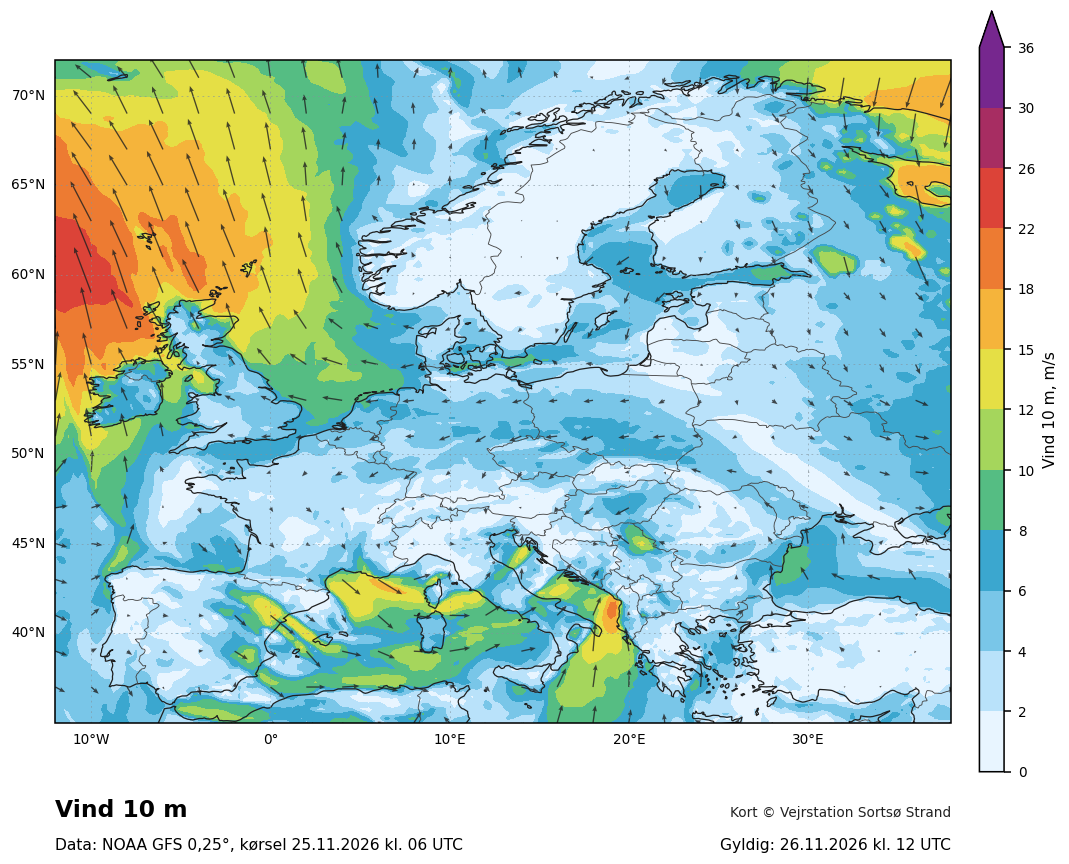 70°N
65°N
60°N
55°N
50°N
45°N
40°N
10°W
0°
10°E
20°E
30°E
36
30
26
22
18
15
12
10
8
6
4
2
0
Vind 10 m, m/s
Vind 10 m
Kort © Vejrstation Sortsø Strand
Data: NOAA GFS 0,25°, kørsel 25.11.2026 kl. 06 UTC
Gyldig: 26.11.2026 kl. 12 UTC